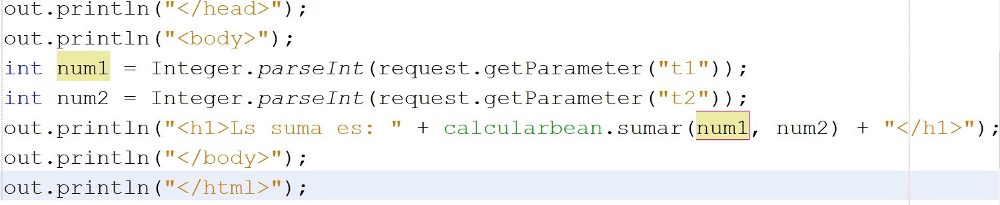 out.println("</head>");
out.println("<body>");
int num1 = Integer.parseInt(request.getParameter("t1"));
int num2 = Integer.parseInt(request.getParameter("t2"));
out.println("<h1>Ls suma es: " + calcularbean.sumar(num1, num2) + "</h1>");
out.println("</body>");
out.println("</html>");